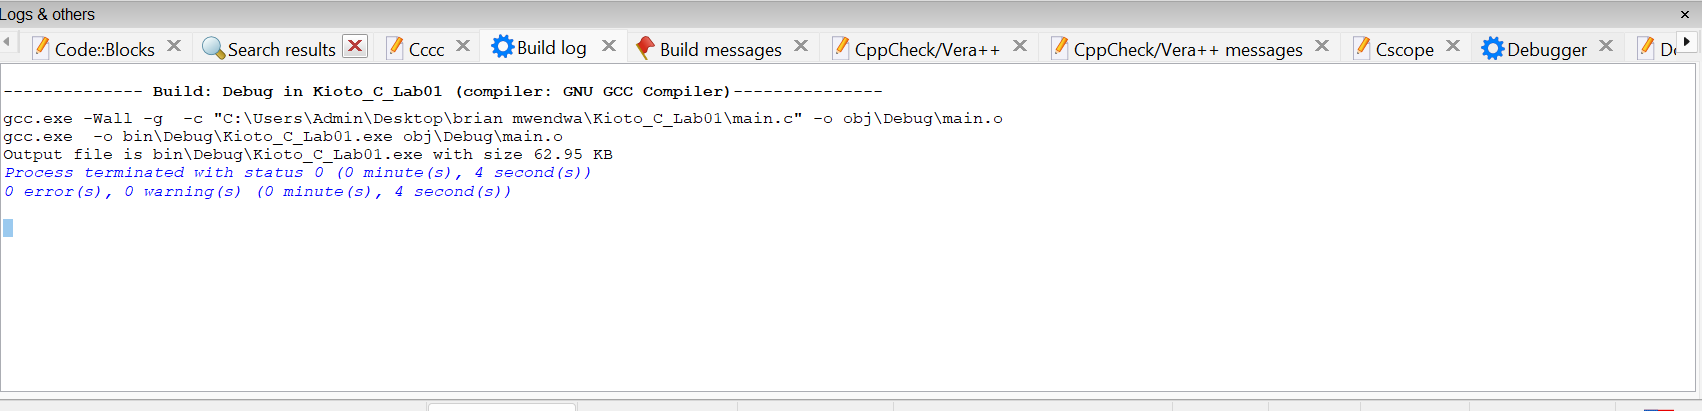 Logs & others
Code::Blocks Search results Cccc Build log Build messages CppCheck/Vera++ CppCheck/Vera++ messages Cscope Debugger
-------------- Build: Debug in Kioto_C_Lab01 (compiler: GNU GCC Compiler)---------------
gcc.exe -Wall -g  -c "C:\Users\Admin\Desktop\brian mwendwa\Kioto_C_Lab01\main.c" -o obj\Debug\main.o
gcc.exe  -o bin\Debug\Kioto_C_Lab01.exe obj\Debug\main.o
Output file is bin\Debug\Kioto_C_Lab01.exe with size 62.95 KB
Process terminated with status 0 (0 minute(s), 4 second(s))
0 error(s), 0 warning(s) (0 minute(s), 4 second(s))